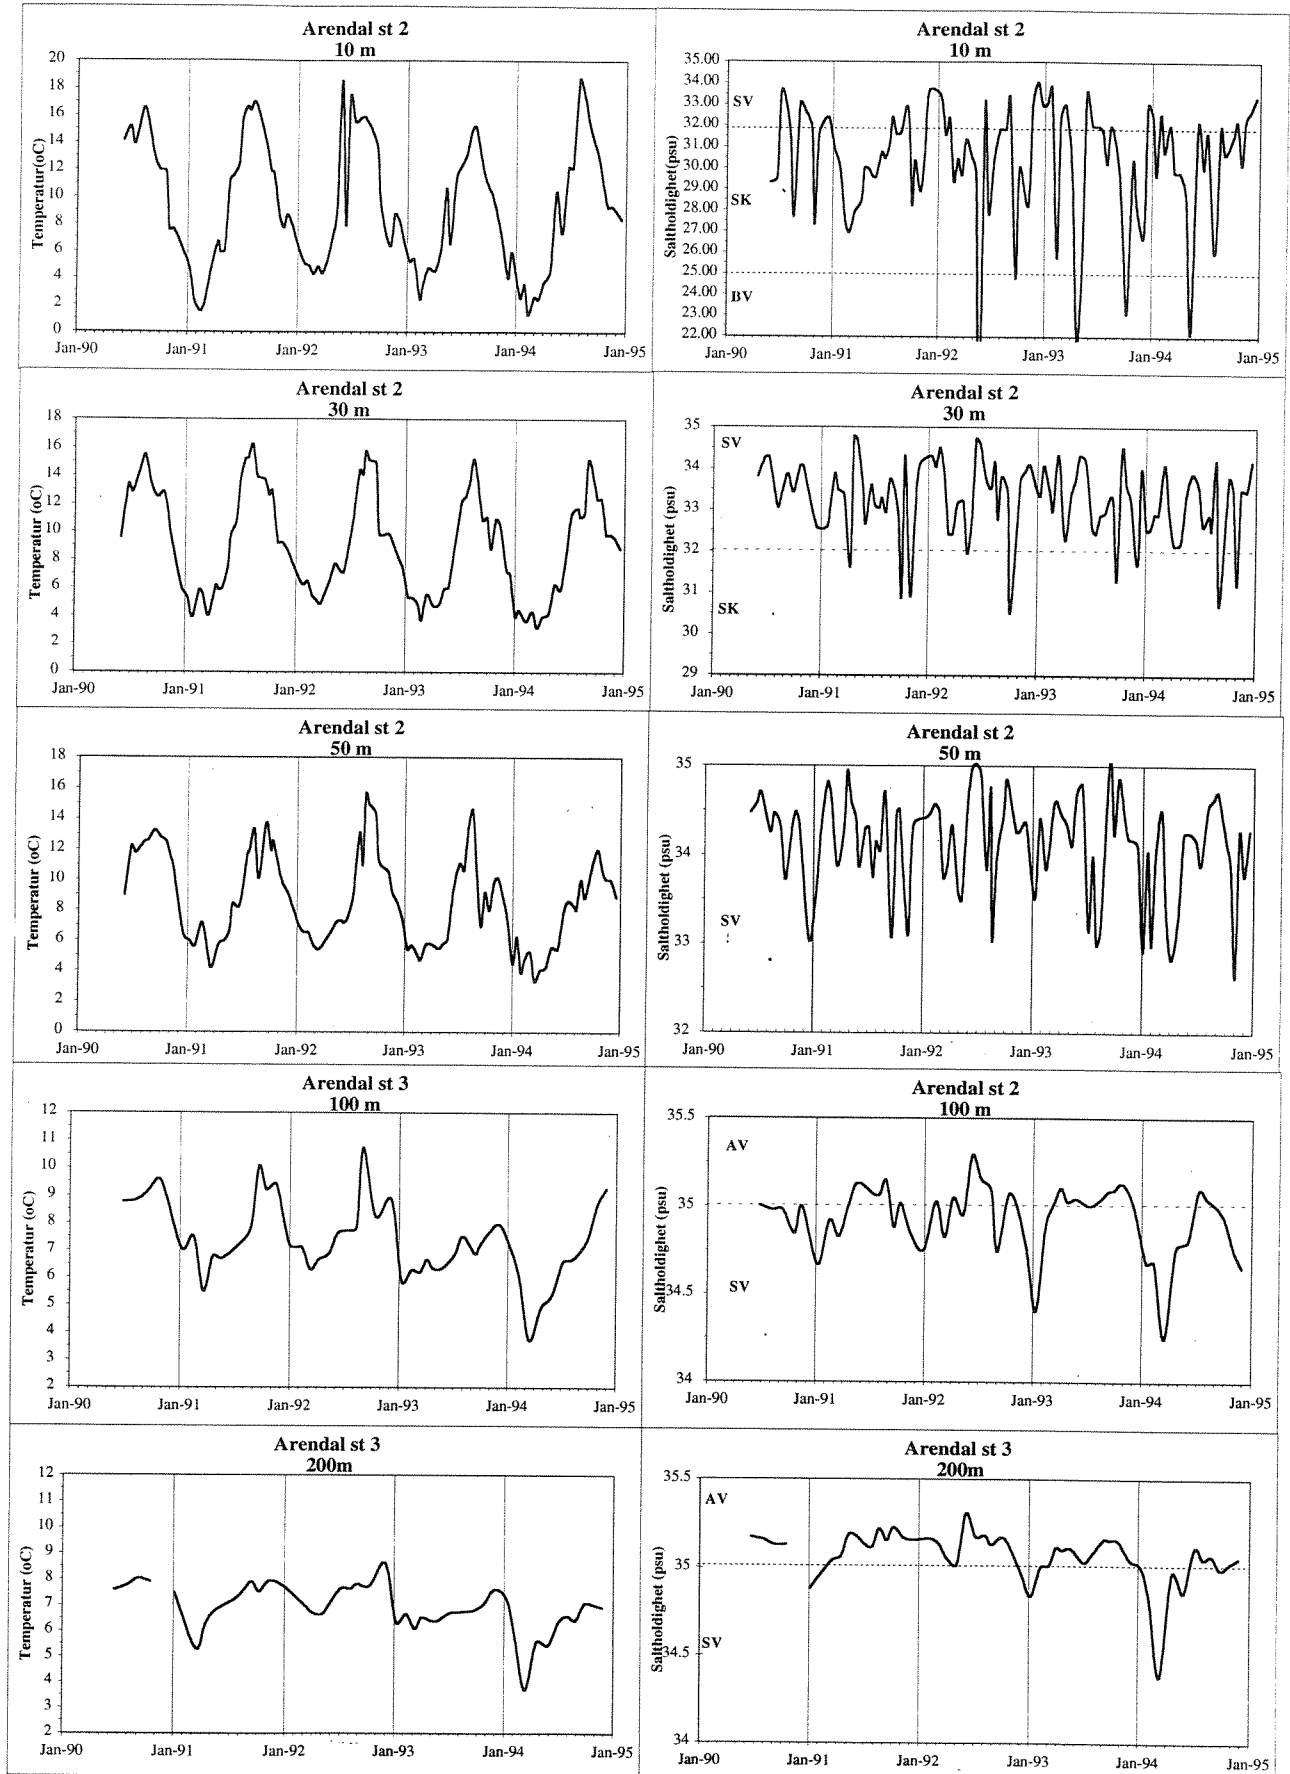 Arendal st 2
10 m
Temperatur(oC)
20
18
16
14
12
10
8
6
4
2
0
Jan-90 Jan-91 Jan-92 Jan-93 Jan-94 Jan-95
Arendal st 2
10 m
Saltholdighet(psu)
35.00
34.00
33.00
32.00
31.00
30.00
29.00
28.00
27.00
26.00
25.00
24.00
23.00
22.00
SV
SK
BV
Jan-90 Jan-91 Jan-92 Jan-93 Jan-94 Jan-95
Arendal st 2
30 m
Temperatur (oC)
18
16
14
12
10
8
6
4
2
0
Jan-90 Jan-91 Jan-92 Jan-93 Jan-94 Jan-95
Arendal st 2
30 m
Saltholdighet (psu)
35
34
33
32
31
30
29
SV
SK
Jan-90 Jan-91 Jan-92 Jan-93 Jan-94 Jan-95
Arendal st 2
50 m
Temperatur (oC)
18
16
14
12
10
8
6
4
2
0
Jan-90 Jan-91 Jan-92 Jan-93 Jan-94 Jan-95
Arendal st 2
50 m
Saltholdighet (psu)
35
34
33
32
SV
Jan-90 Jan-91 Jan-92 Jan-93 Jan-94 Jan-95
Arendal st 3
100 m
Temperatur (oC)
12
11
10
9
8
7
6
5
4
3
2
Jan-90 Jan-91 Jan-92 Jan-93 Jan-94 Jan-95
Arendal st 2
100 m
Saltholdighet (psu)
35.5
35
34.5
34
AV
SV
Jan-90 Jan-91 Jan-92 Jan-93 Jan-94 Jan-95
Arendal st 3
200m
Temperatur (oC)
12
11
10
9
8
7
6
5
4
3
2
Jan-90 Jan-91 Jan-92 Jan-93 Jan-94 Jan-95
Arendal st 3
200m
Saltholdighet (psu)
35.5
35
34.5
34
AV
SV
Jan-90 Jan-91 Jan-92 Jan-93 Jan-94 Jan-95